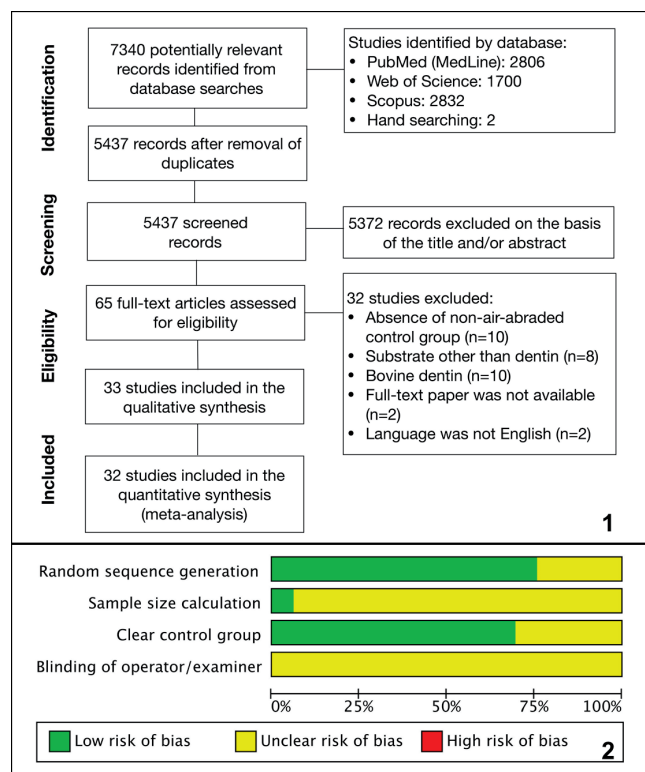 Identification
7340 potentially relevant
records identified from
database searches
Studies identified by database:
• PubMed (MedLine): 2806
• Web of Science: 1700
• Scopus: 2832
• Hand searching: 2
5437 records after removal of
duplicates
Screening
5437 screened
records
5372 records excluded on the basis
of the title and/or abstract
Eligibility
65 full-text articles assessed
for eligibility
32 studies excluded:
• Absence of non-air-abraded
control group (n=10)
• Substrate other than dentin (n=8)
• Bovine dentin (n=10)
• Full-text paper was not available
(n=2)
• Language was not English (n=2)
33 studies included in the
qualitative synthesis
Included
32 studies included in the
quantitative synthesis
(meta-analysis)
1
Random sequence generation
Sample size calculation
Clear control group
Blinding of operator/examiner
0% 25% 50% 75% 100%
Low risk of bias Unclear risk of bias High risk of bias
2